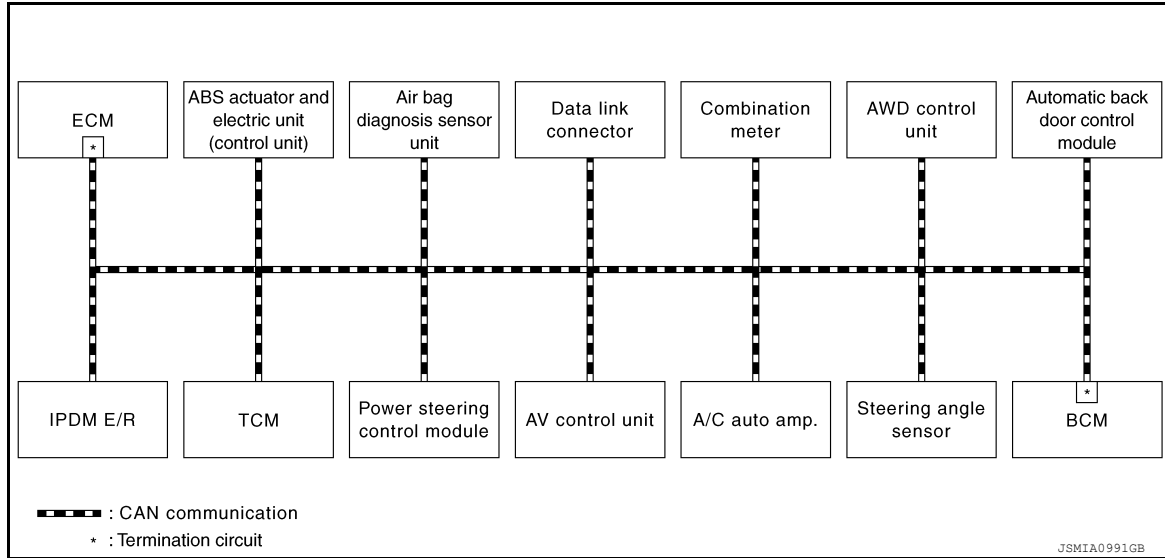 ECM
*
ABS actuator and
electric unit
(control unit)
Air bag
diagnosis sensor
unit
Data link
connector
Combination
meter
AWD control
unit
Automatic back
door control
module
IPDM E/R
TCM
Power steering
control module
AV control unit
A/C auto amp.
Steering angle
sensor
*
BCM
: CAN communication
* : Termination circuit
JSMIA0991GB